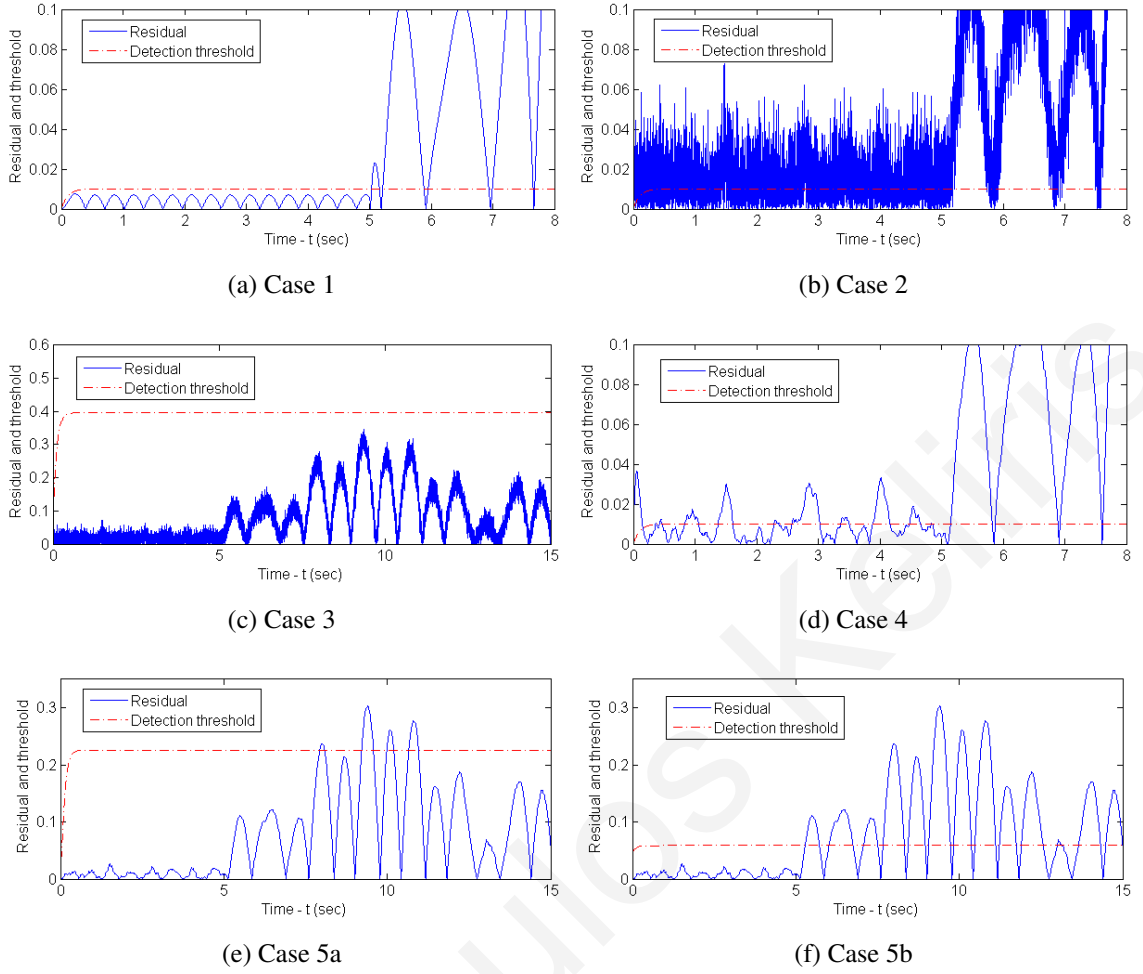 Residual
Detection threshold
Residual and threshold
0.1
0.08
0.06
0.04
0.02
0
0 1 2 3 4 5 6 7 8
Time - t (sec)
(a) Case 1
Residual
Detection threshold
Residual and threshold
0.1
0.08
0.06
0.04
0.02
0
0 1 2 3 4 5 6 7 8
Time - t (sec)
(b) Case 2
Residual
Detection threshold
Residual and threshold
0.6
0.5
0.4
0.3
0.2
0.1
0
0 5 10 15
Time - t (sec)
(c) Case 3
Residual
Detection threshold
Residual and threshold
0.1
0.08
0.06
0.04
0.02
0
0 1 2 3 4 5 6 7 8
Time - t (sec)
(d) Case 4
Residual
Detection threshold
Residual and threshold
0.3
0.2
0.1
0
0 5 10 15
Time - t (sec)
(e) Case 5a
Residual
Detection threshold
Residual and threshold
0.3
0.2
0.1
0
0 5 10 15
Time - t (sec)
(f) Case 5b
ulos Keliris